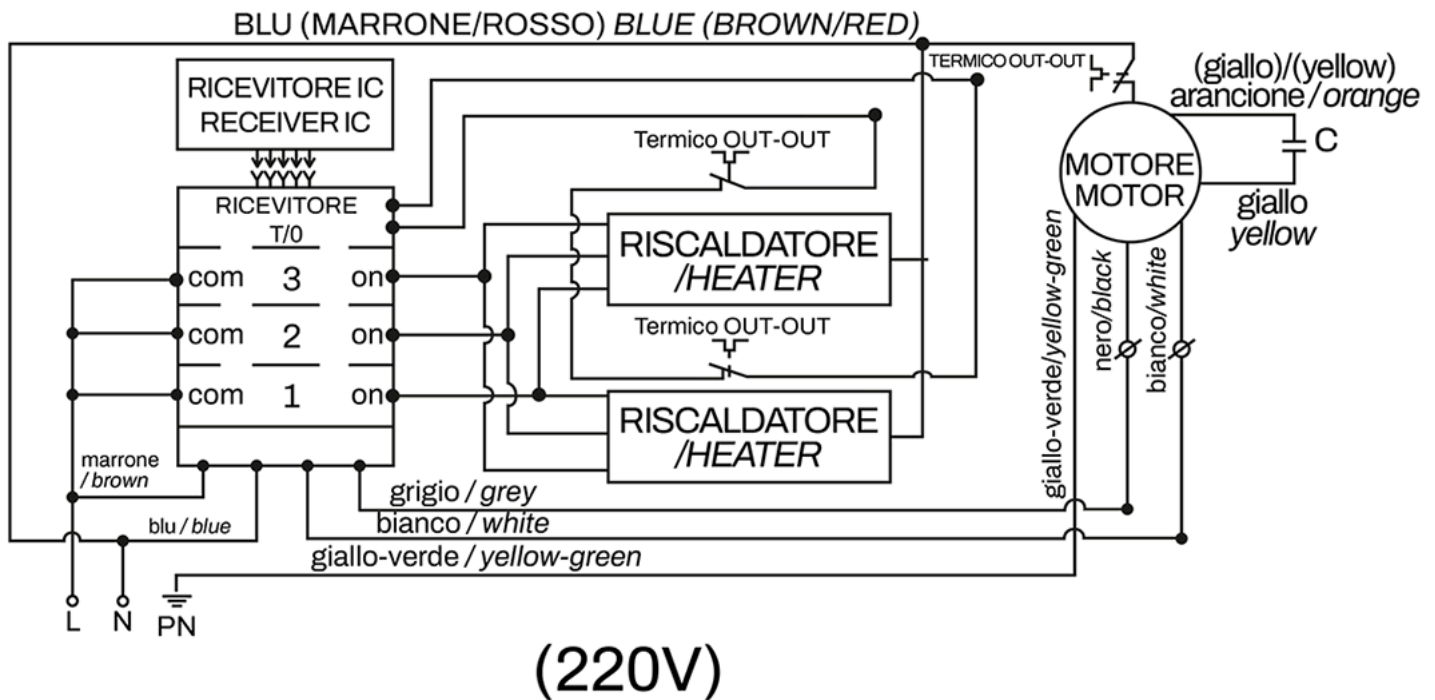 BLU (MARRONE/ROSSO) BLUE (BROWN/RED)
TERMICO OUT-OUT
(giallo)/(yellow)
arancione/orange
C
RICEVITORE IC
RECEIVER IC
MOTORE
MOTOR
giallo
yellow
Termico OUT-OUT
RICEVITORE
T/0
com 3 on
com 2 on
com 1 on
RISCALDATORE
/HEATER
Termico OUT-OUT
RISCALDATORE
/HEATER
giallo-verde/yellow-green
nero/black
bianco/white
marrone
/brown
blu/blue
grigio/grey
bianco/white
giallo-verde/yellow-green
L N PN
(220V)